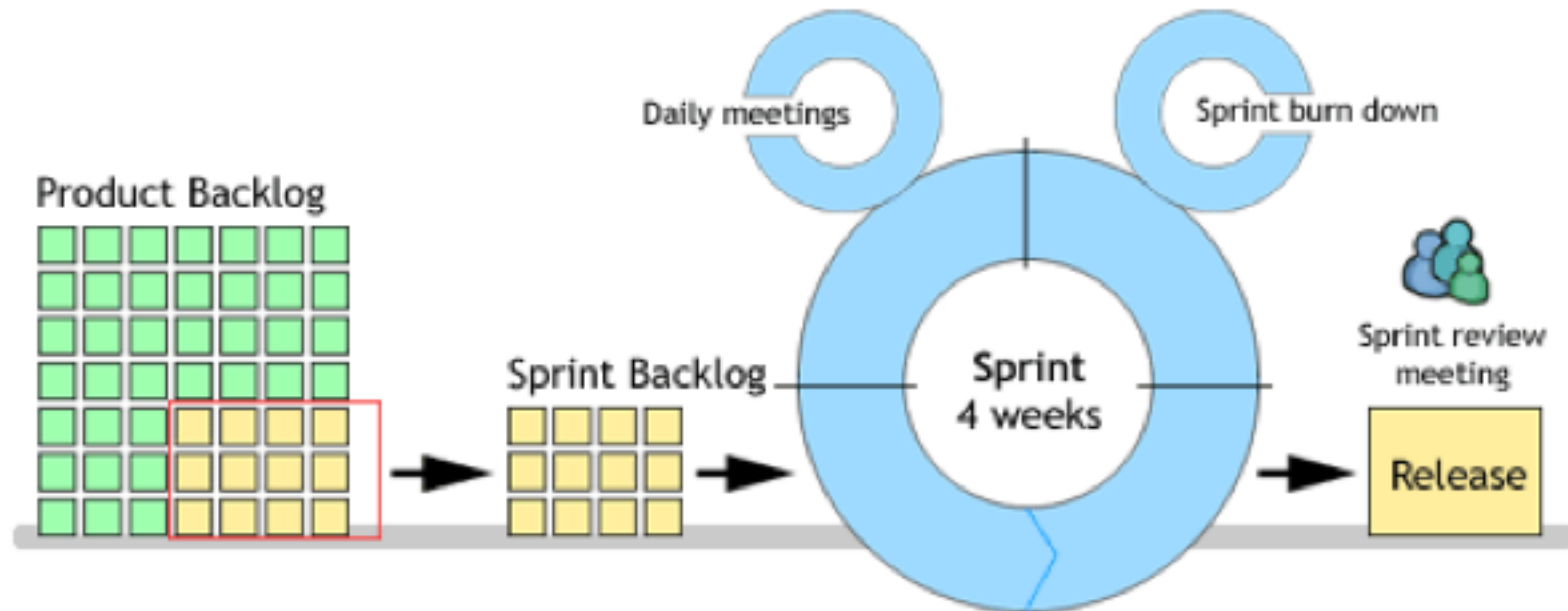 Daily meetings
Sprint burn down
Product Backlog
Sprint Backlog
Sprint
4 weeks
Sprint review
meeting
Release